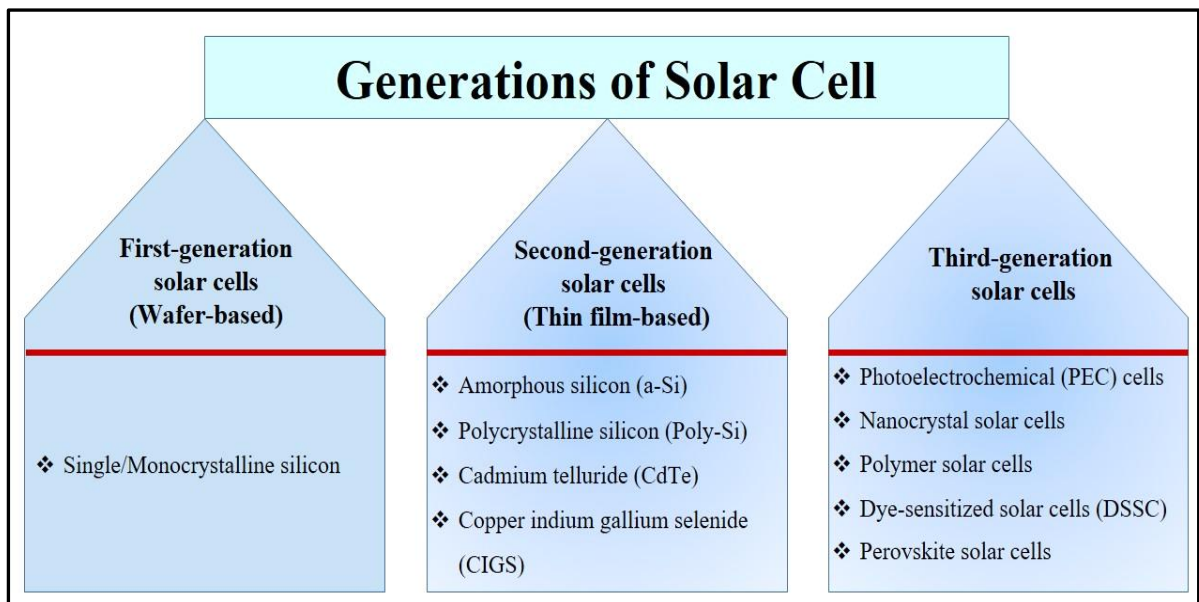 Generations of Solar Cell
First-generation
solar cells
(Wafer-based)
❖ Single/Monocrystalline silicon
Second-generation
solar cells
(Thin film-based)
❖ Amorphous silicon (a-Si)
❖ Polycrystalline silicon (Poly-Si)
❖ Cadmium telluride (CdTe)
❖ Copper indium gallium selenide
(CIGS)
Third-generation
solar cells
❖ Photoelectrochemical (PEC) cells
❖ Nanocrystal solar cells
❖ Polymer solar cells
❖ Dye-sensitized solar cells (DSSC)
❖ Perovskite solar cells